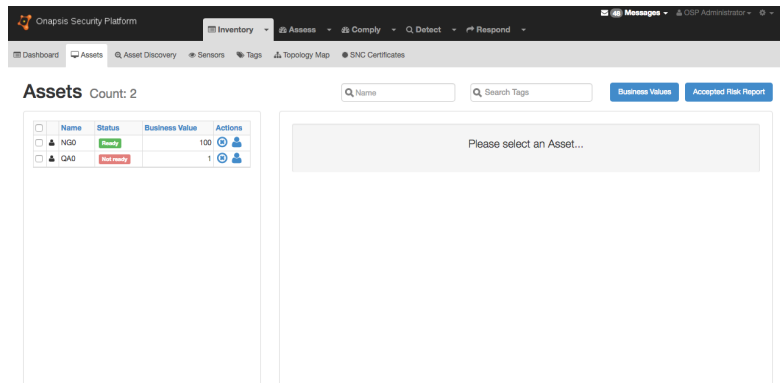 Onapsis Security Platform
48 Messages OSP Administrator
Inventory Assess Comply Detect Respond
Dashboard Assets Asset Discovery Sensors Tags Topology Map SNC Certificates
Assets Count: 2
Name
Search Tags
Business Values
Accepted Risk Report
Name Status Business Value Actions
NG0 Ready 100
QA0 Not ready 1
Please select an Asset...